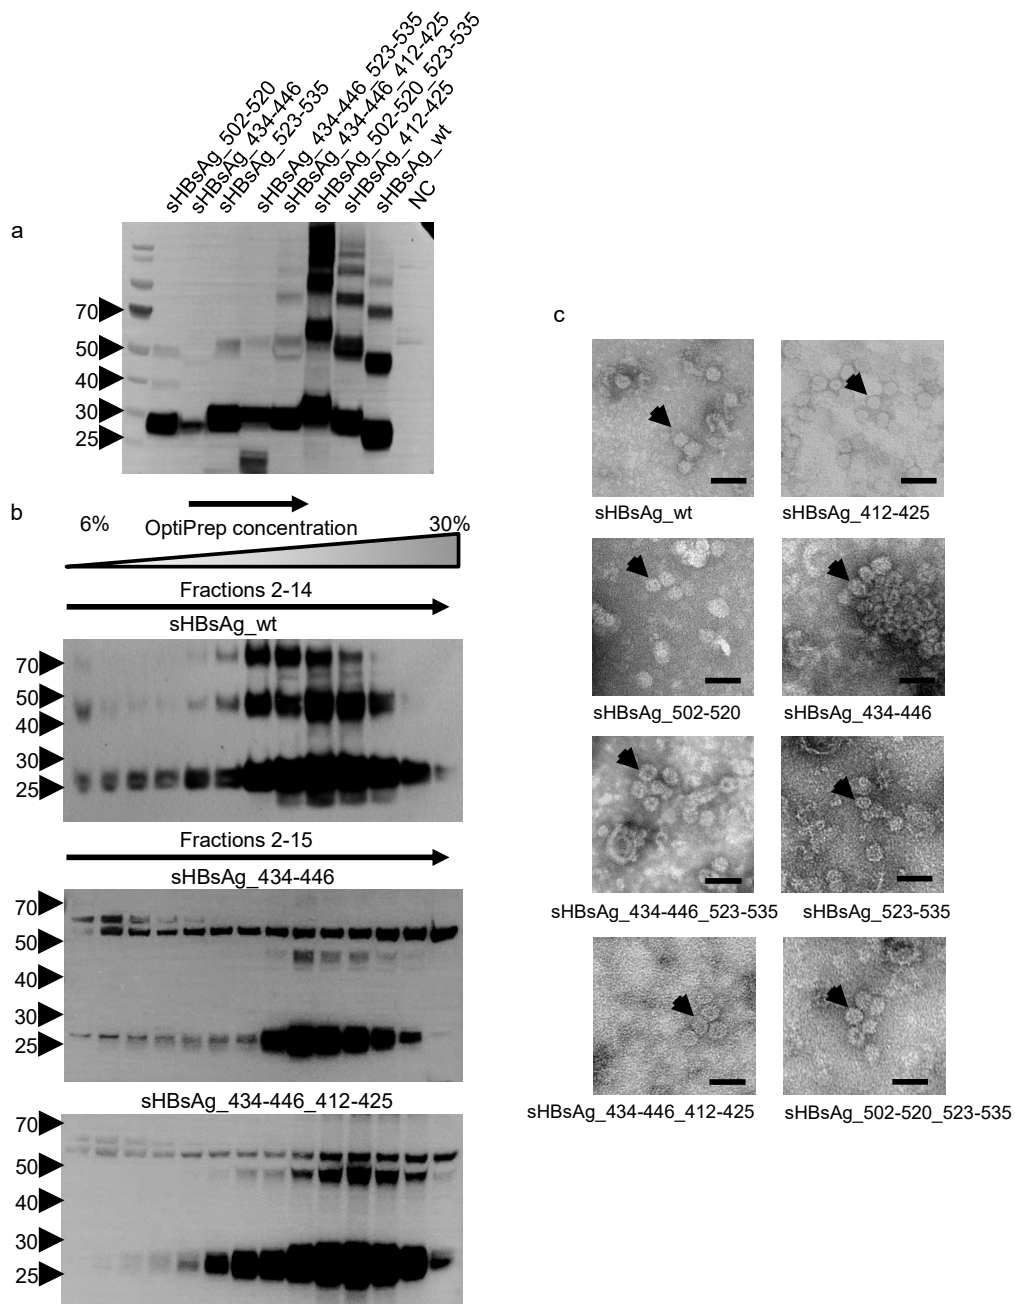 sHBsAg_502-520
sHBsAg_434-446
sHBsAg_523-535
sHBsAg_434-446_523-535
sHBsAg_434-446_412-425
sHBsAg_502-520_523-535
sHBsAg_412-425
sHBsAg_wt
NC
a
70
50
40
30
25
b
6%
OptiPrep concentration
30%
Fractions 2-14
sHBsAg_wt
70
50
40
30
25
Fractions 2-15
sHBsAg_434-446
70
50
40
30
25
sHBsAg_434-446_412-425
70
50
40
30
25
c
sHBsAg_wt
sHBsAg_412-425
sHBsAg_502-520
sHBsAg_434-446
sHBsAg_434-446_523-535
sHBsAg_523-535
sHBsAg_434-446_412-425
sHBsAg_502-520_523-535